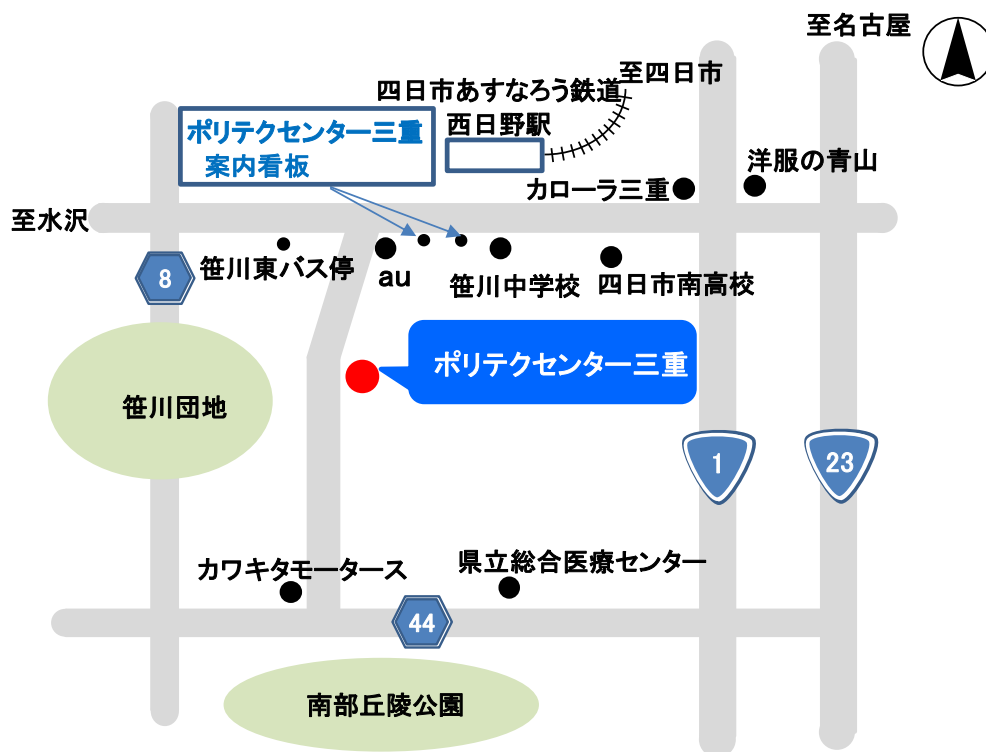 至名古屋
至四日市
四日市あすなろう鉄道
ポリテクセンター三重
案内看板
西日野駅
洋服の青山
カローラ三重
至水沢
笹川東バス停
au
笹川中学校
四日市南高校
8
ポリテクセンター三重
笹川団地
1
23
カワキタモータース
県立総合医療センター
44
南部丘陵公園